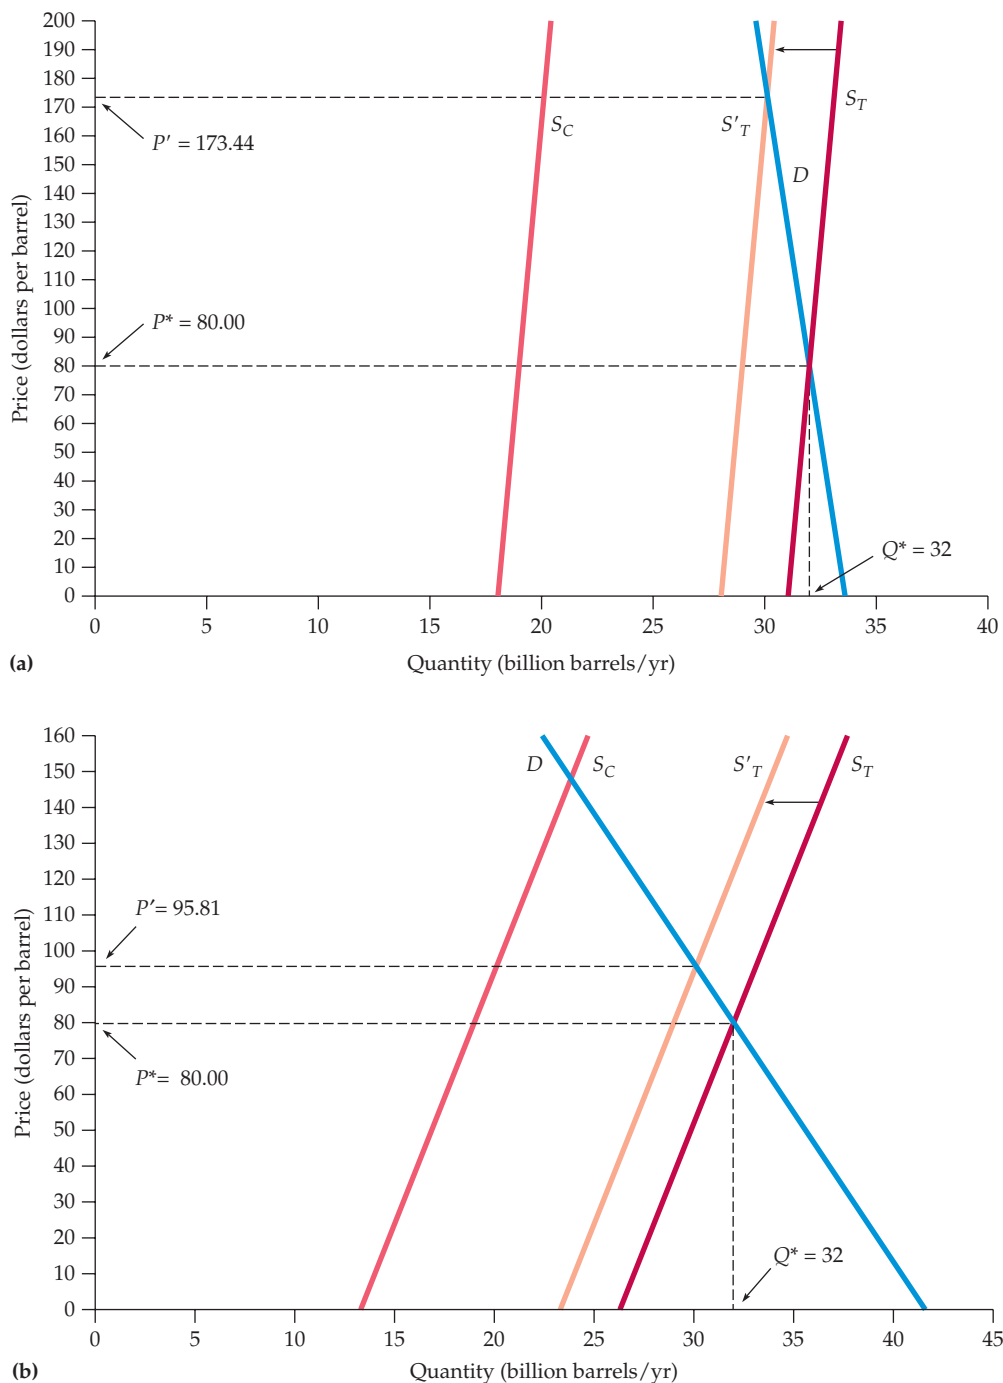 200
190
180
170
160
150
140
130
120
110
100
90
80
70
60
50
40
30
20
10
0
Price (dollars per barrel)
P' = 173.44
P* = 80.00
S_C
S'_T
S_T
D
Q* = 32
0 5 10 15 20 25 30 35 40
Quantity (billion barrels/yr)
(a)
160
150
140
130
120
110
100
90
80
70
60
50
40
30
20
10
0
Price (dollars per barrel)
D
S_C
S'_T
S_T
P'= 95.81
P*= 80.00
Q* = 32
0 5 10 15 20 25 30 35 40 45
Quantity (billion barrels/yr)
(b)